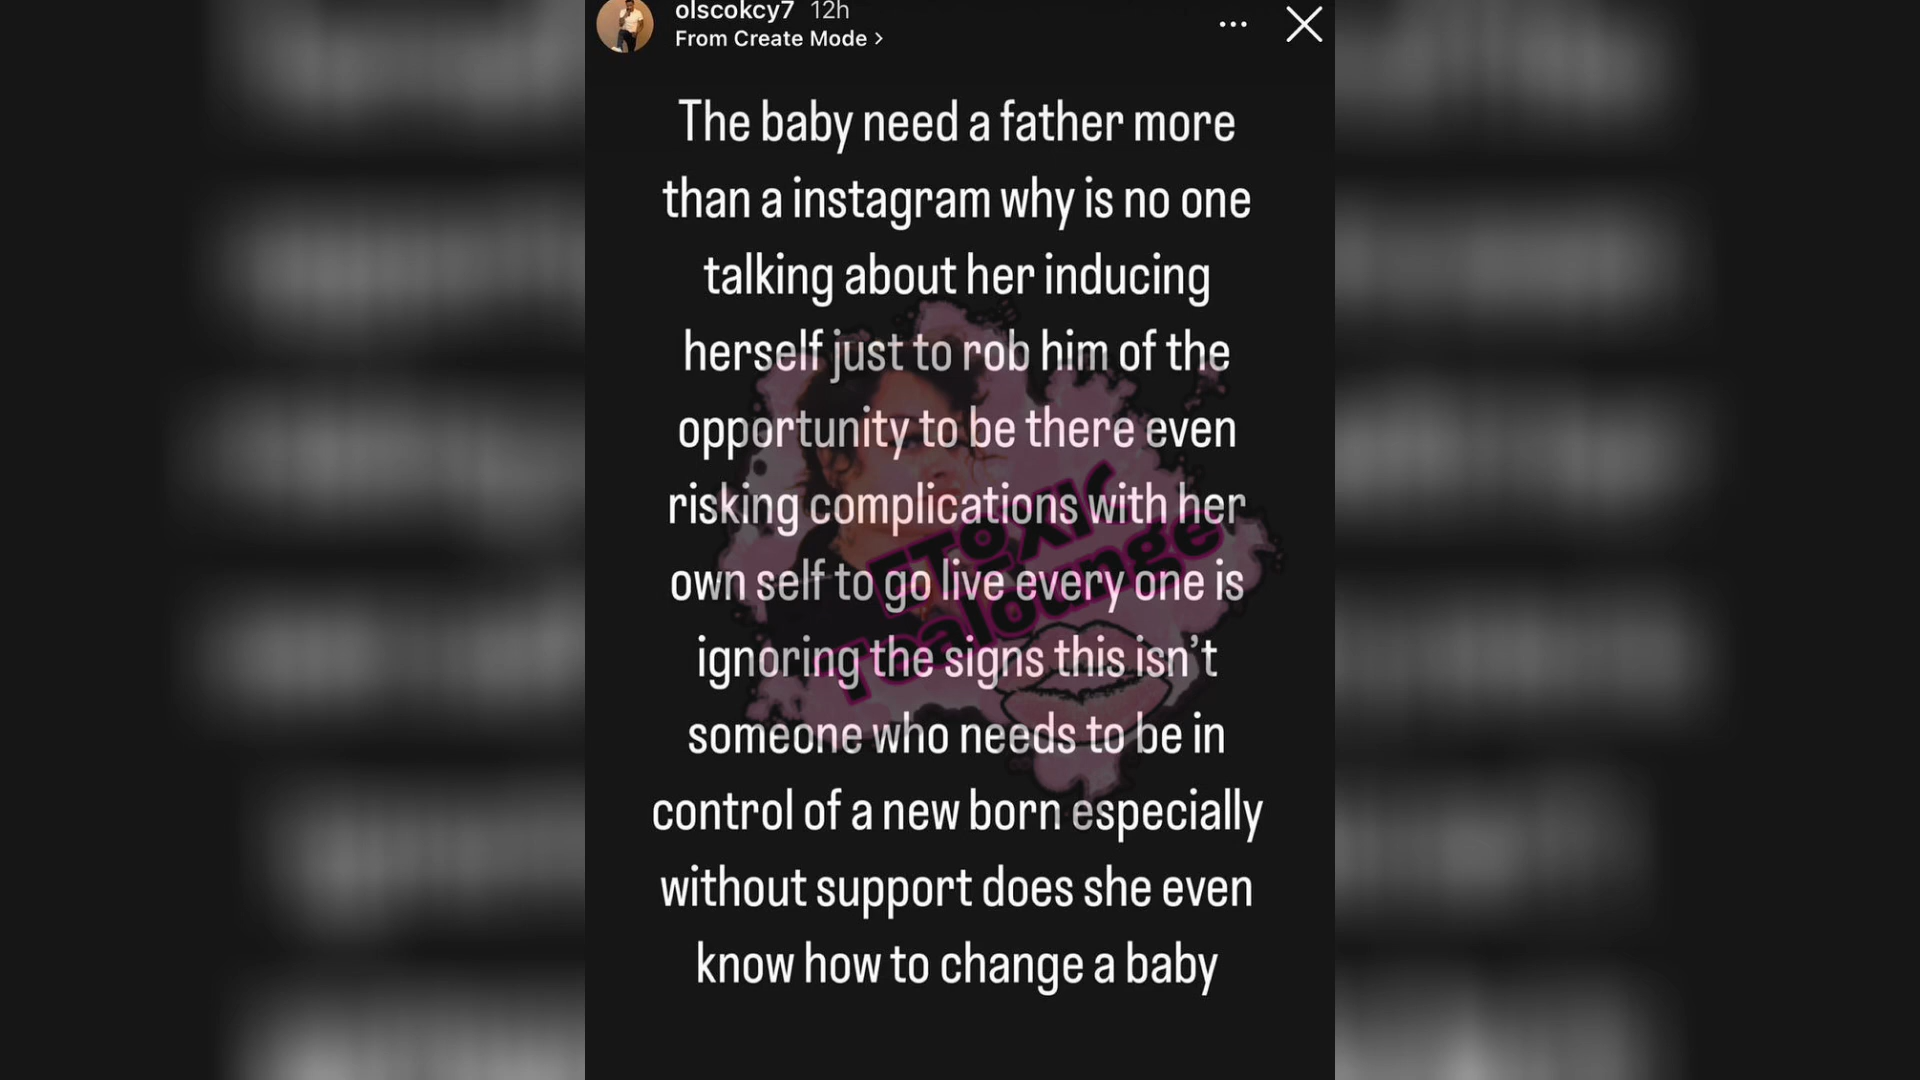 olscokcy7 12h
From Create Mode >
The baby need a father more
than a instagram why is no one
talking about her inducing
herself just to rob him of the
opportunity to be there even
risking complications with her
own self to go live every one is
ignoring the signs this isn't
someone who needs to be in
control of a new born especially
without support does she even
know how to change a baby
Toxic
Tealounge